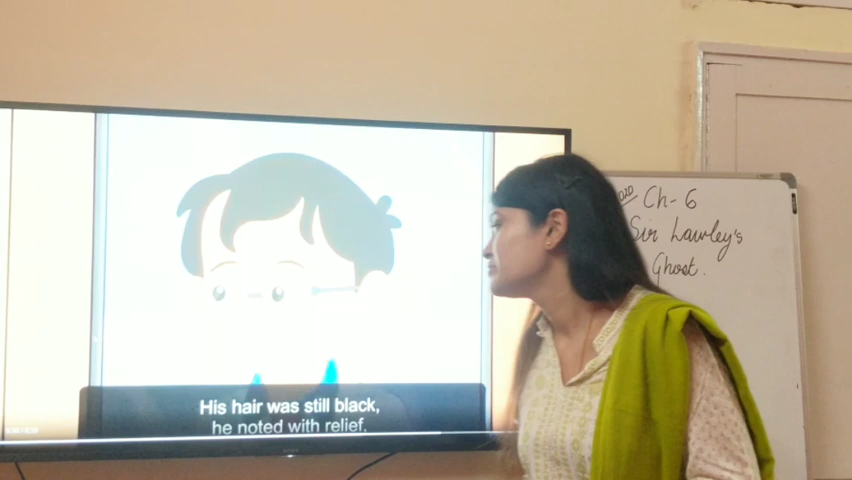 His hair was still black,
he noted with relief.
Ch-6
Sir Lawley's
Ghost.